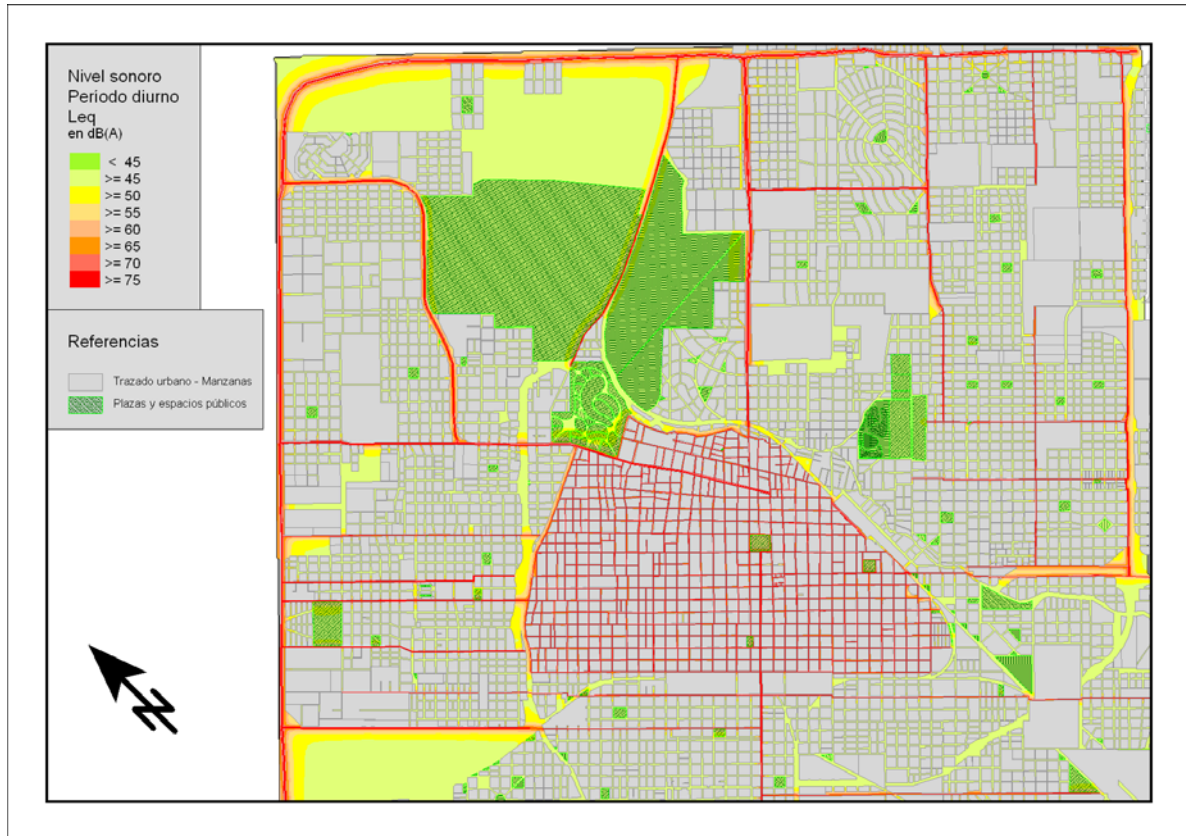 Nivel sonoro
Periodo diurno
Leq
en dB(A)
< 45
>= 45
>= 50
>= 55
>= 60
>= 65
>= 70
>= 75
Referencias
Trazado urbano - Manzanas
Plazas y espacios públicos
N